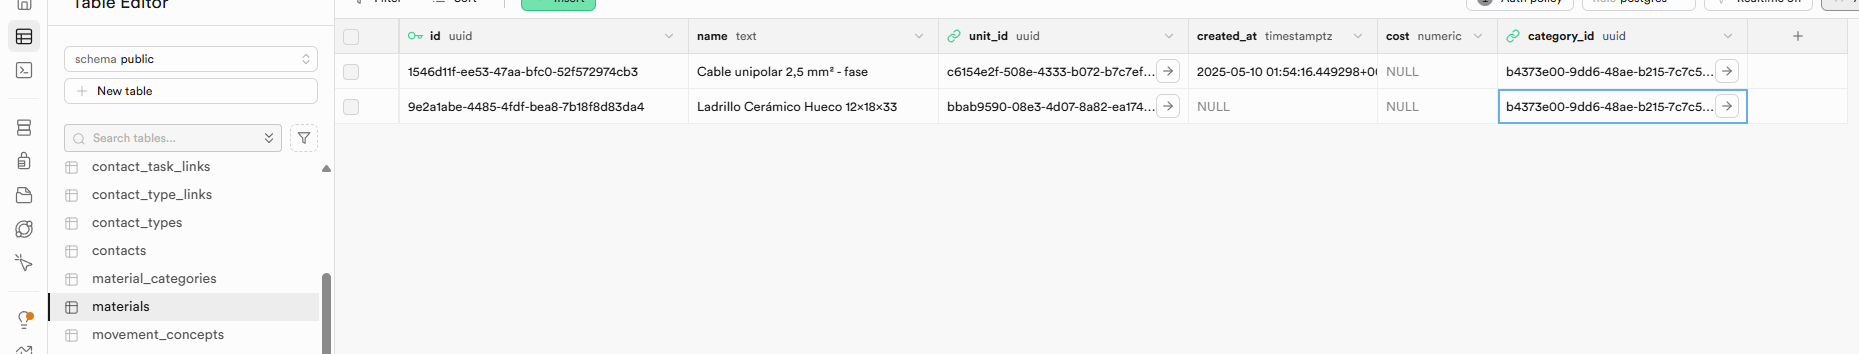 Table Editor
schema public
New table
Search tables...
contact_task_links
contact_type_links
contact_types
contacts
material_categories
materials
movement_concepts
Insert
Auth policy
postgres
id uuid name text unit_id uuid created_at timestamptz cost numeric category_id uuid
1546d11f-ee53-47aa-bfc0-52f572974cb3 Cable unipolar 2,5 mm² - fase c6154e2f-508e-4333-b072-b7c7ef... 2025-05-10 01:54:16.449298+0 NULL b4373e00-9dd6-48ae-b215-7c7c5...
9e2a1abe-4485-4fdf-bea8-7b18f8d83da4 Ladrillo Cerámico Hueco 12×18×33 bbab9590-08e3-4d07-8a82-ea174... NULL NULL b4373e00-9dd6-48ae-b215-7c7c5...